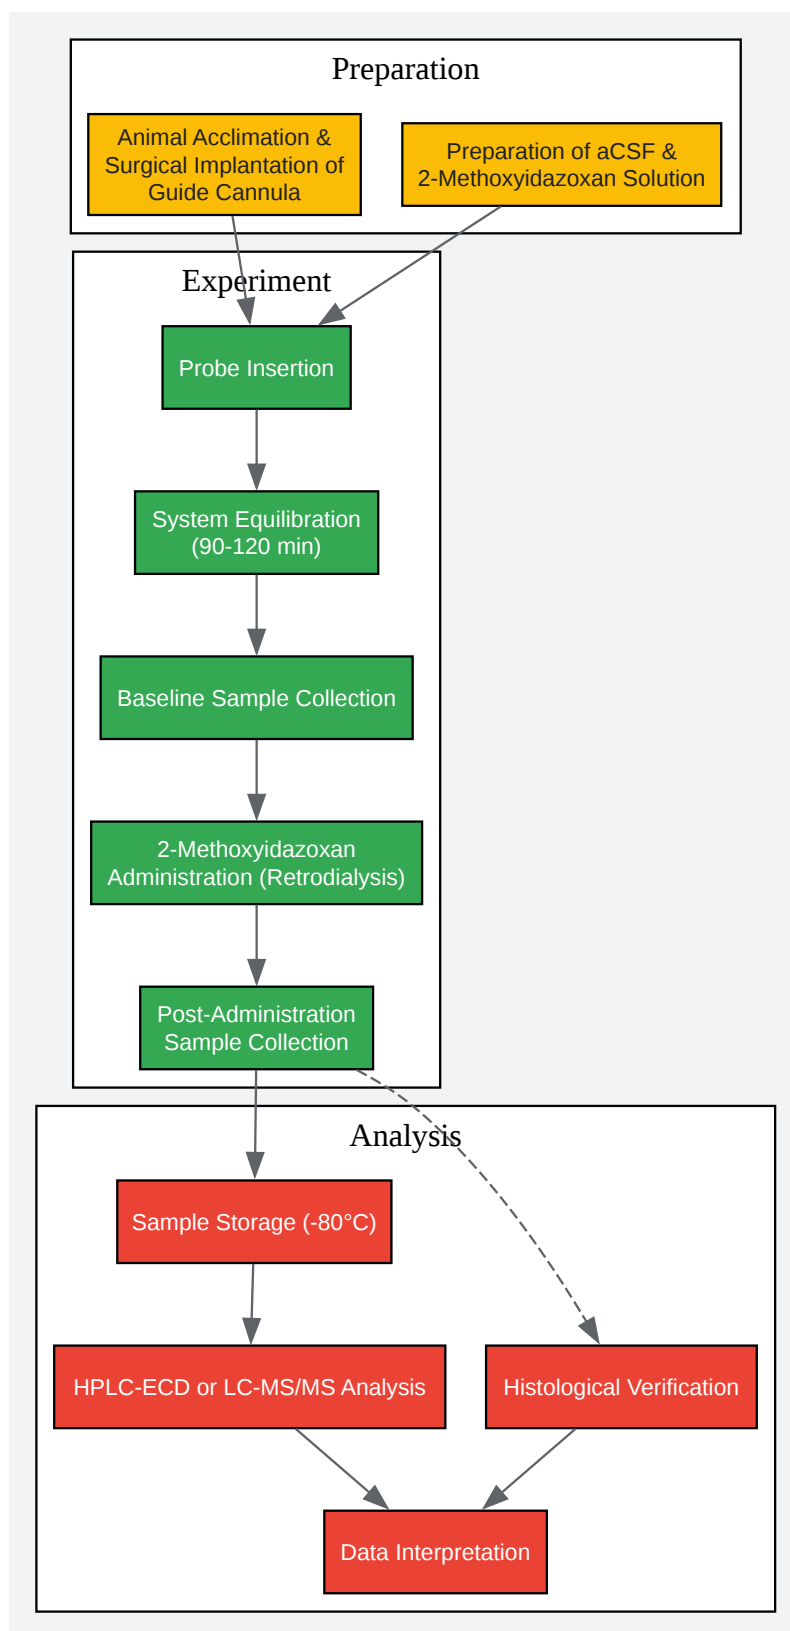 Preparation
Animal Acclimation &
Surgical Implantation of
Guide Cannula
Preparation of aCSF &
2-Methoxyidazoxan Solution
Experiment
Probe Insertion
System Equilibration
(90-120 min)
Baseline Sample Collection
2-Methoxyidazoxan
Administration (Retrodialysis)
Post-Administration
Sample Collection
Analysis
Sample Storage (-80°C)
HPLC-ECD or LC-MS/MS Analysis
Histological Verification
Data Interpretation